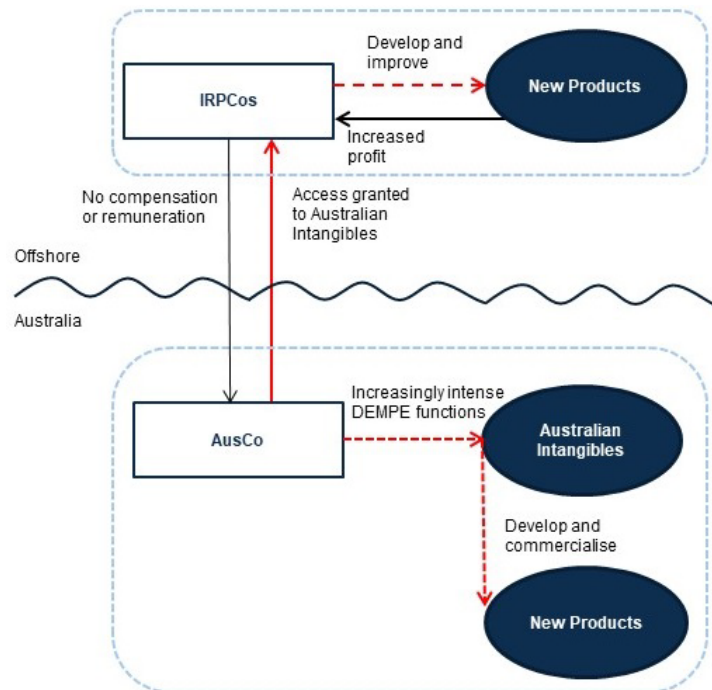 Develop and
improve
IRPCos
New Products
Increased
profit
No compensation
or remuneration
Access granted
to Australian
Intangibles
Offshore
Australia
Increasingly intense
DEMPE functions
AusCo
Australian
Intangibles
Develop and
commercialise
New Products